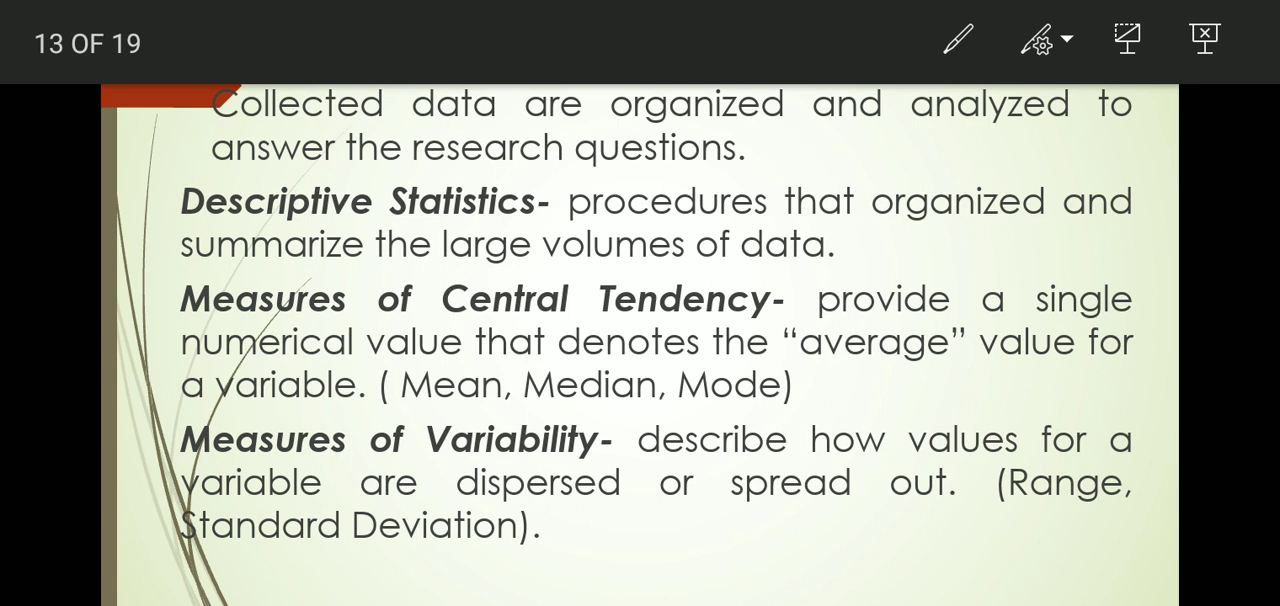 13 OF 19
Collected data are organized and analyzed to
answer the research questions.
Descriptive Statistics- procedures that organized and
summarize the large volumes of data.
Measures of Central Tendency- provide a single
numerical value that denotes the “average” value for
a variable. ( Mean, Median, Mode)
Measures of Variability- describe how values for a
variable are dispersed or spread out. (Range,
Standard Deviation).